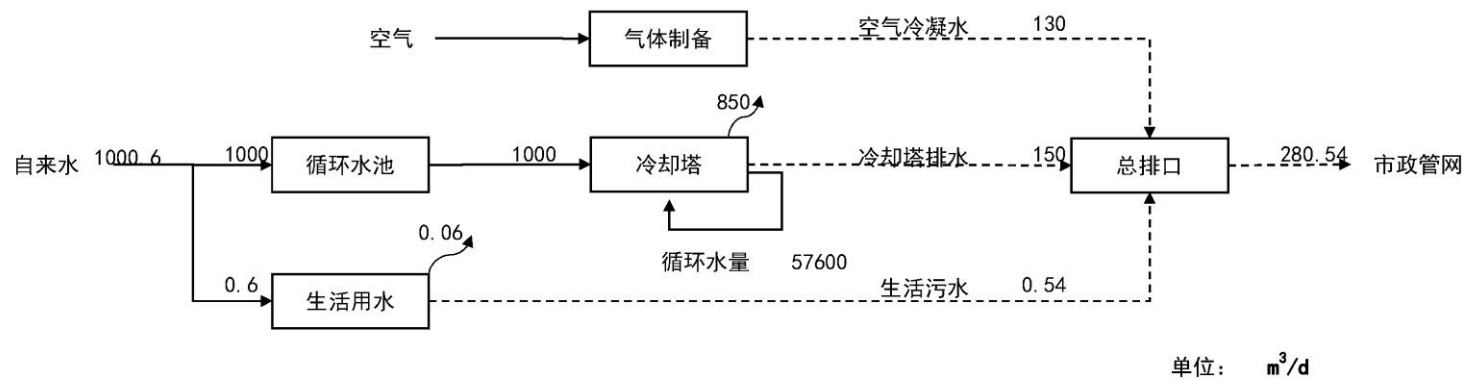 空气 气体制备 空气冷凝水 130
850
自来水 1000.6 1000 循环水池 1000 冷却塔 冷却塔排水 150 总排口 280.54 市政管网
0.06
循环水量 57600
0.6 生活用水 生活污水 0.54
单位： m³/d